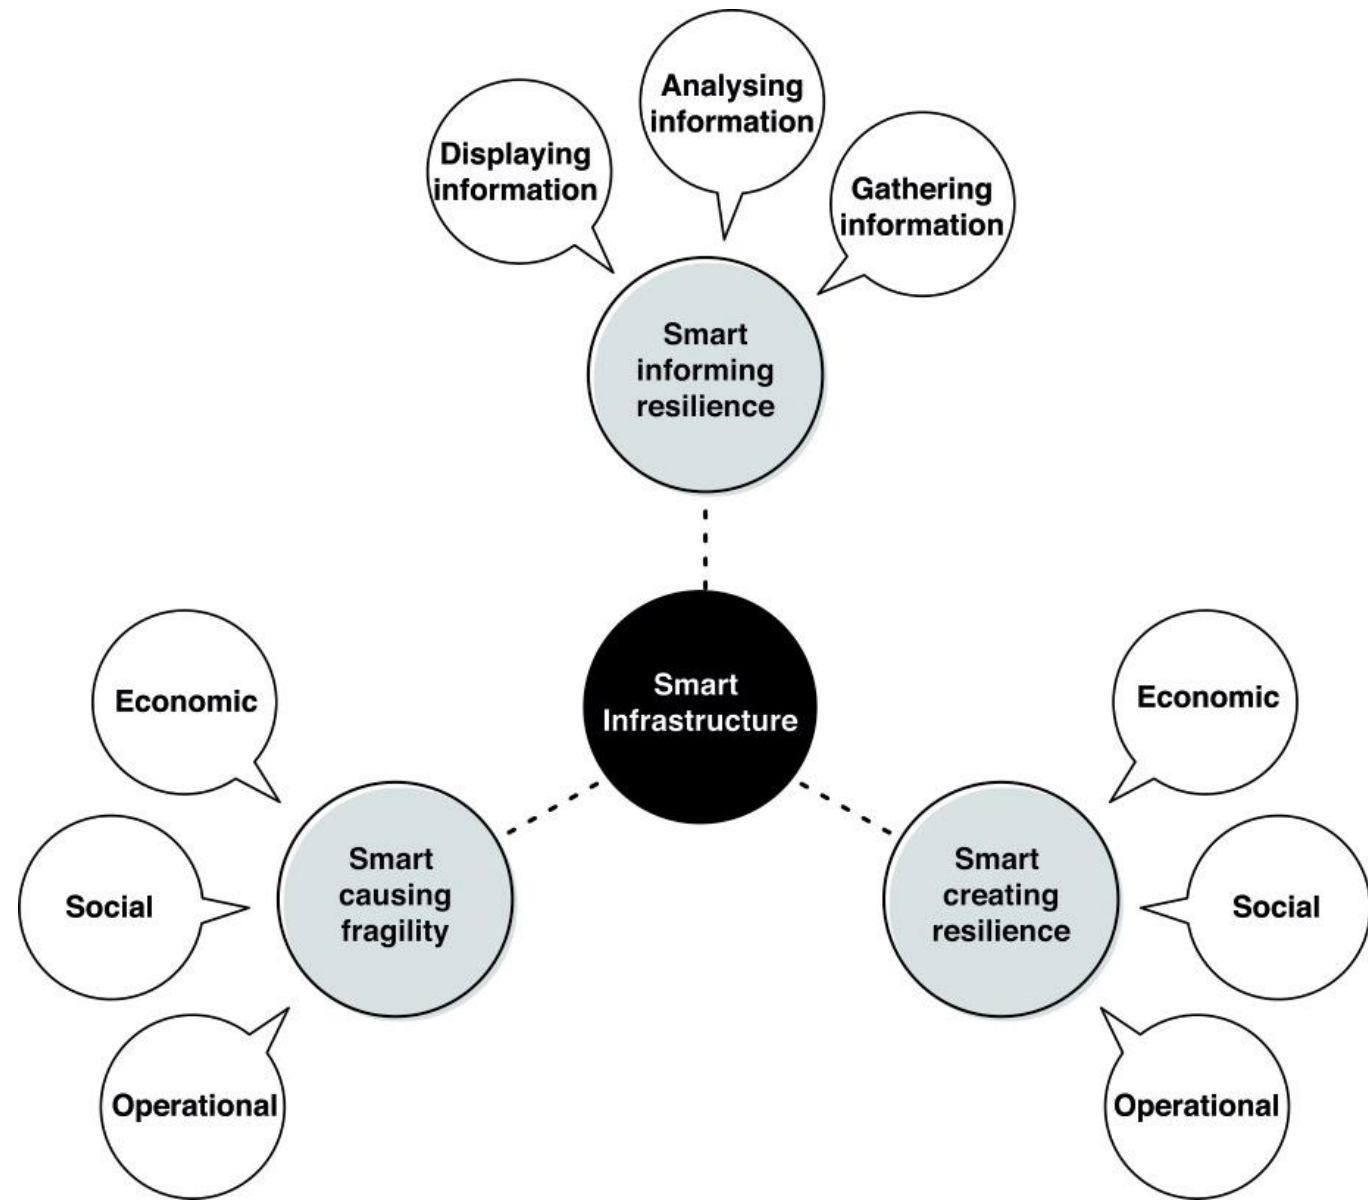 Analysing
information
Displaying
information
Gathering
information
Smart
informing
resilience
Smart
Infrastructure
Economic
Social
Operational
Smart
causing
fragility
Smart
creating
resilience
Economic
Social
Operational